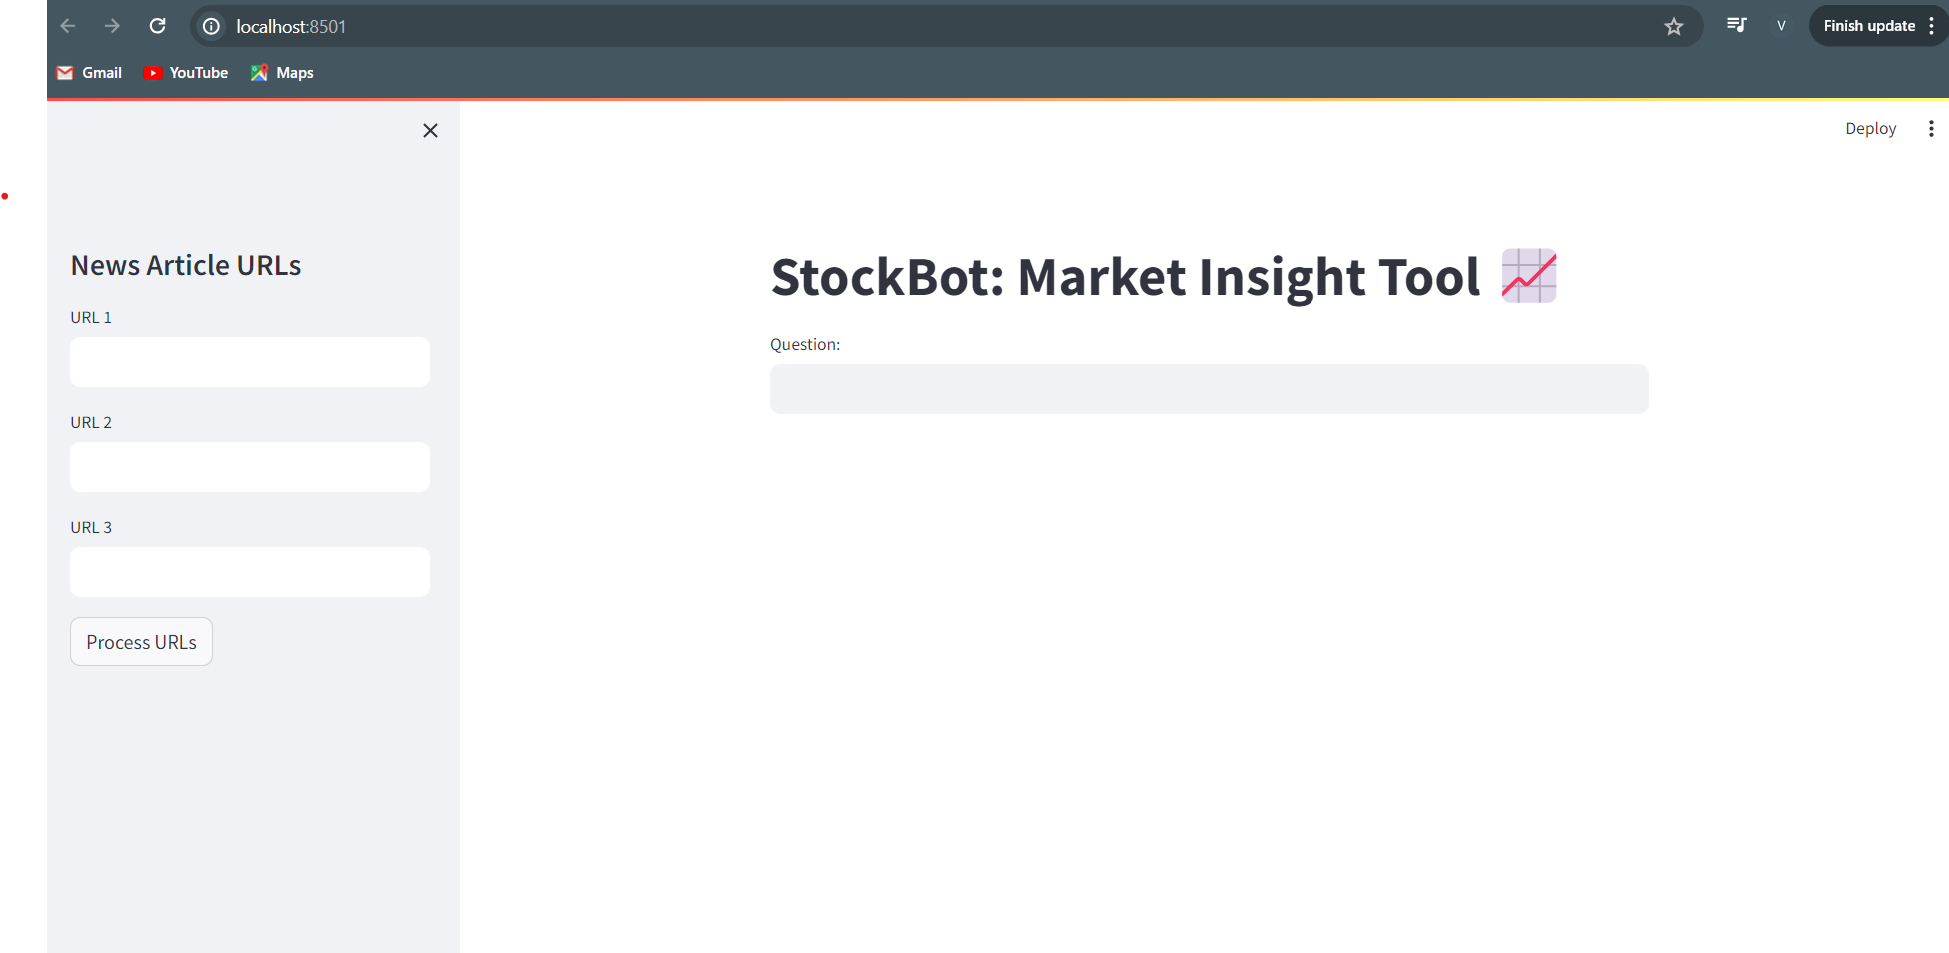 localhost:8501
V
Finish update
Gmail YouTube Maps
Deploy
News Article URLs
URL 1
URL 2
URL 3
Process URLs
StockBot: Market Insight Tool
Question: